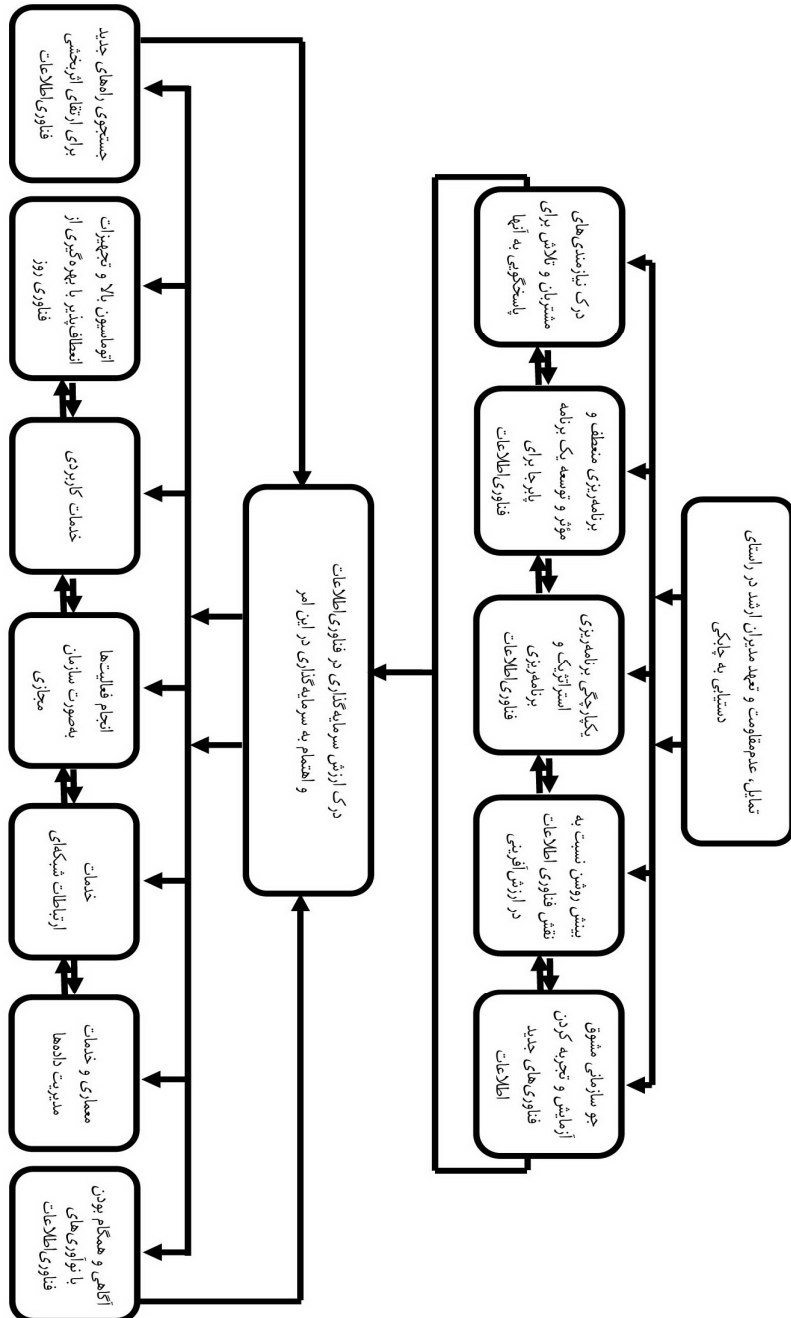 تمایل، عدم‌مقاومت و تعهد مدیران ارشد در راستای
دستیابی به چابکی
جو سازمانی مشوق
آزمایش و تجربه کردن
فناوری‌های جدید
اطلاعات
بینش روشن نسبت به
نقش فناوری اطلاعات
در ارزش‌آفرینی
یکپارچگی برنامه‌ریزی
استراتژیک و
برنامه‌ریزی
فناوری‌اطلاعات
برنامه‌ریزی منعطف و
مؤثر و توسعه یک برنامه
پابرجا برای
فناوری‌اطلاعات
درک نیازمندی‌های
مشتریان و تلاش برای
پاسخگویی به آنها
درک ارزش سرمایه‌گذاری در فناوری‌اطلاعات
و اهتمام به سرمایه‌گذاری در این امر
آگاهی و همگام بودن
با نوآوری‌های
فناوری‌اطلاعات
معماری و خدمات
مدیریت داده‌ها
خدمات
ارتباطات شبکه‌ای
انجام فعالیت‌ها
به‌صورت سازمان
مجازی
خدمات کاربردی
اتوماسیون بالا و تجهیزات
انعطاف‌پذیر با بهره‌گیری از
فناوری روز
جستجوی راه‌های جدید
برای ارتقای اثربخشی
فناوری‌اطلاعات